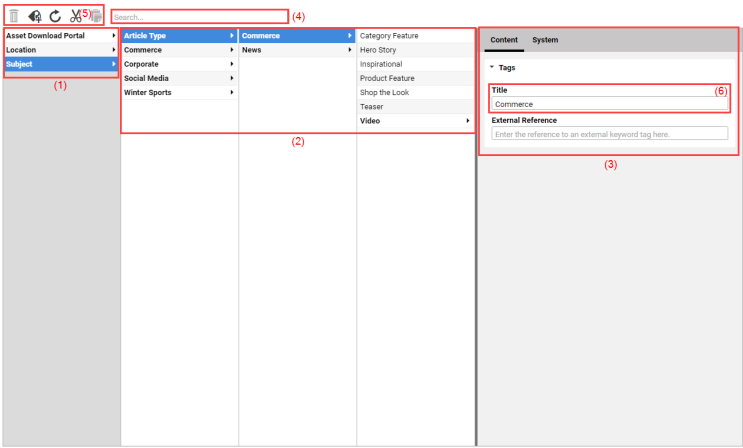 (5)
Search...
(4)
Asset Download Portal
Location
Subject
(1)
Article Type
Commerce
Corporate
Social Media
Winter Sports
Commerce
News
Category Feature
Hero Story
Inspirational
Product Feature
Shop the Look
Teaser
Video
(2)
Content System
Tags
Title
(6)
Commerce
External Reference
Enter the reference to an external keyword tag here.
(3)